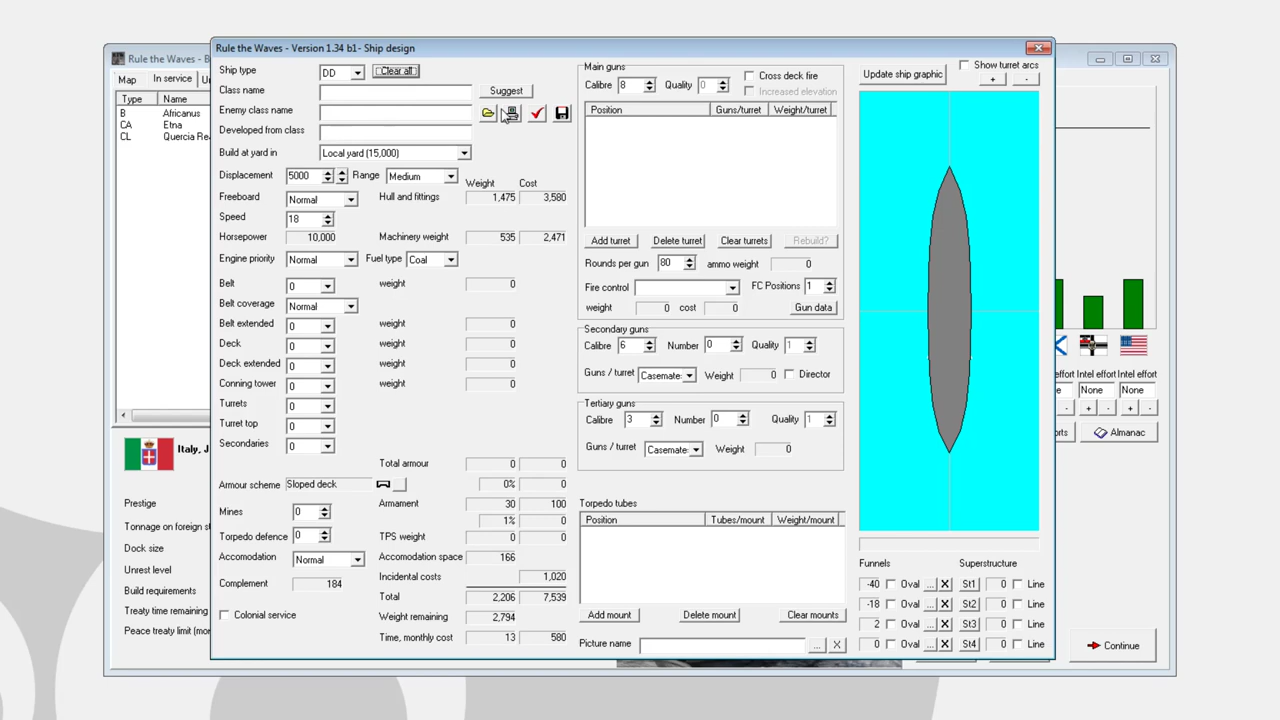 Rule the Waves - B
Rule the Waves - Version 1.34 b1- Ship design
Map
In service
Type
Name
B
Africanus
CA
Etna
CL
Quercia Re
Ship type
DD
Clear all
Class name
Suggest
Enemy class name
Developed from class
Build at yard in
Local yard (15,000)
Displacement
5000
Range
Medium
Weight
Cost
Freeboard
Normal
Hull and fittings
1,475
3,580
Speed
18
Horsepower
10,000
Machinery weight
535
2,471
Engine priority
Normal
Fuel type
Coal
Belt
0
weight
0
Belt coverage
Normal
Belt extended
0
weight
0
Deck
0
weight
0
Deck extended
0
weight
0
Conning tower
0
weight
0
Turrets
0
Turret top
0
Secondaries
0
Total armour
0
0
Armour scheme
Sloped deck
0%
0
Mines
0
Armament
30
100
1%
0
Torpedo defence
0
TPS weight
0
0
Accomodation
Normal
Accomodation space
166
Complement
184
Incidental costs
1,020
Total
2,206
7,539
Colonial service
Weight remaining
2,794
Time, monthly cost
13
580
Main guns
Calibre
8
Quality
0
Cross deck fire
Increased elevation
Position
Guns/turret
Weight/turret
Add turret
Delete turret
Clear turrets
Rebuild?
Rounds per gun
80
ammo weight
0
Fire control
FC Positions
1
weight
0
cost
0
Gun data
Secondary guns
Calibre
6
Number
0
Quality
1
Guns / turret
Casemate
Weight
0
Director
Tertiary guns
Calibre
3
Number
0
Quality
1
Guns / turret
Casemate
Weight
0
Torpedo tubes
Position
Tubes/mount
Weight/mount
Add mount
Delete mount
Clear mounts
Picture name
...
X
Update ship graphic
Show turret arcs
+
-
Funnels
Superstructure
-40
Oval
...
X
St1
0
Line
-18
Oval
...
X
St2
0
Line
2
Oval
...
X
St3
0
Line
0
Oval
...
X
St4
0
Line
Italy, J
Prestige
Tonnage on foreign st
Dock size
Unrest level
Build requirements
Treaty time remaining
Peace treaty limit (mor
effort
Intel effort
Intel effort
None
None
+
-
+
-
orts
Almanac
Continue